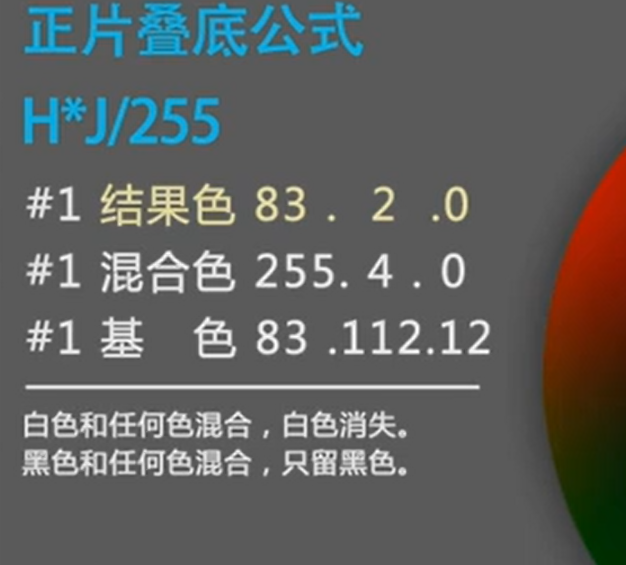 正片叠底公式
H*J/255
#1 结果色 83 . 2 .0
#1 混合色 255. 4 . 0
#1 基 色 83 .112.12
白色和任何色混合，白色消失。
黑色和任何色混合，只留黑色。